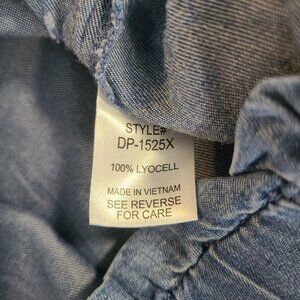 STYLE#
DP-1525X
100% LYOCELL
MADE IN VIETNAM
SEE REVERSE
FOR CARE